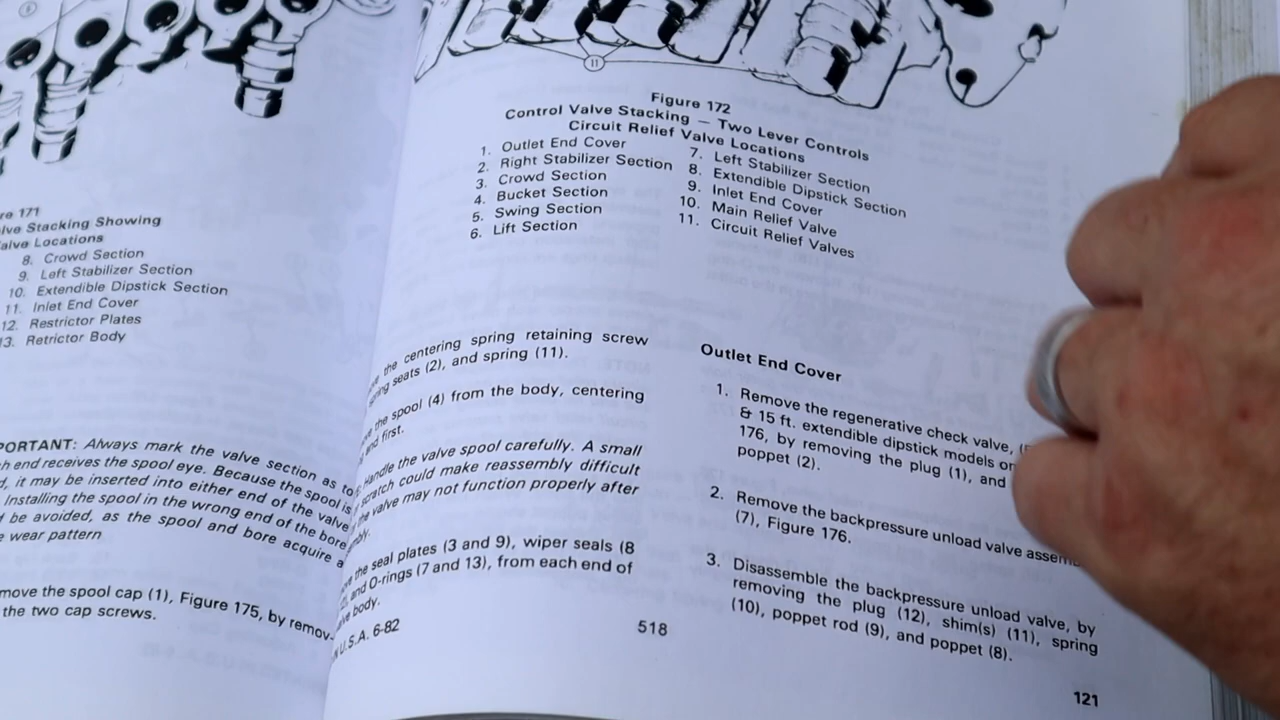 11
Figure 172
Control Valve Stacking — Two Lever Controls
Circuit Relief Valve Locations
1. Outlet End Cover
2. Right Stabilizer Section
3. Crowd Section
4. Bucket Section
5. Swing Section
6. Lift Section
7. Left Stabilizer Section
8. Extendible Dipstick Section
9. Inlet End Cover
10. Main Relief Valve
11. Circuit Relief Valves
171
Stacking Showing
Locations
8. Crowd Section
9. Left Stabilizer Section
10. Extendible Dipstick Section
11. Inlet End Cover
12. Restrictor Plates
13. Retrictor Body
PORTANT: Always mark the valve section as to
end receives the spool eye. Because the spool is
it may be inserted into either end of the valve
Installing the spool in the wrong end of the bore
be avoided, as the spool and bore acquire a
wear pattern
move the spool cap (1), Figure 175, by remov-
the two cap screws.
the centering spring retaining screw
seats (2), and spring (11).
the spool (4) from the body, centering
end first.
Handle the valve spool carefully. A small
scratch could make reassembly difficult
the valve may not function properly after
the seal plates (3 and 9), wiper seals (8
and O-rings (7 and 13), from each end of
body.
U.S.A. 6-82
518
Outlet End Cover
1. Remove the regenerative check valve,
& 15 ft. extendible dipstick models
176, by removing the plug (1), and
poppet (2).
2. Remove the backpressure unload valve
(7), Figure 176.
3. Disassemble the backpressure unload valve, by
removing the plug (12), shim(s) (11), spring
(10), poppet rod (9), and poppet (8).
121